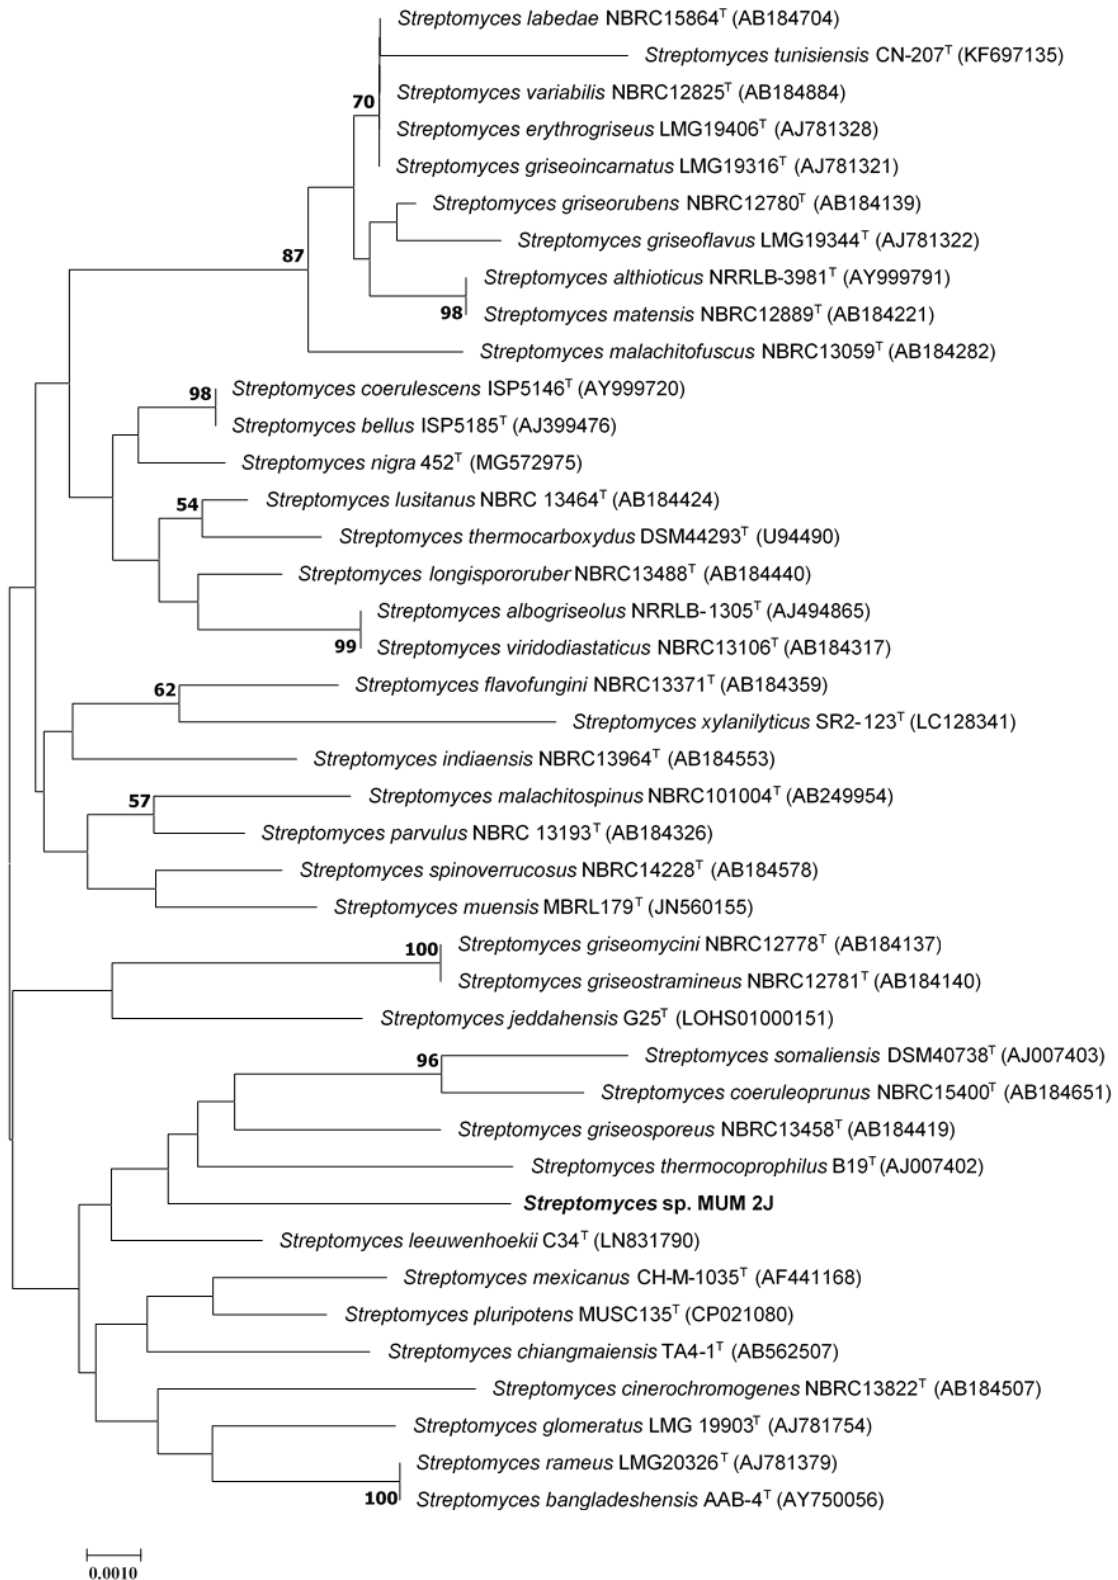 Streptomyces labedae NBRC15864ᵀ (AB184704)
Streptomyces tunisiensis CN-207ᵀ (KF697135)
Streptomyces variabilis NBRC12825ᵀ (AB184884)
70
Streptomyces erythrogriseus LMG19406ᵀ (AJ781328)
Streptomyces griseoincarnatus LMG19316ᵀ (AJ781321)
Streptomyces griseorubens NBRC12780ᵀ (AB184139)
Streptomyces griseoflavus LMG19344ᵀ (AJ781322)
87
Streptomyces althioticus NRRLB-3981ᵀ (AY999791)
98
Streptomyces matensis NBRC12889ᵀ (AB184221)
Streptomyces malachitofuscus NBRC13059ᵀ (AB184282)
98
Streptomyces coerulescens ISP5146ᵀ (AY999720)
Streptomyces bellus ISP5185ᵀ (AJ399476)
Streptomyces nigra 452ᵀ (MG572975)
54
Streptomyces lusitanus NBRC 13464ᵀ (AB184424)
Streptomyces thermocarboxydus DSM44293ᵀ (U94490)
Streptomyces longispororuber NBRC13488ᵀ (AB184440)
Streptomyces albogriseolus NRRLB-1305ᵀ (AJ494865)
99
Streptomyces viridodiastaticus NBRC13106ᵀ (AB184317)
62
Streptomyces flavofungini NBRC13371ᵀ (AB184359)
Streptomyces xylanilyticus SR2-123ᵀ (LC128341)
Streptomyces indiaensis NBRC13964ᵀ (AB184553)
57
Streptomyces malachitospinus NBRC101004ᵀ (AB249954)
Streptomyces parvulus NBRC 13193ᵀ (AB184326)
Streptomyces spinoverrucosus NBRC14228ᵀ (AB184578)
Streptomyces muensis MBRL179ᵀ (JN560155)
100
Streptomyces griseomycini NBRC12778ᵀ (AB184137)
Streptomyces griseostramineus NBRC12781ᵀ (AB184140)
Streptomyces jeddahensis G25ᵀ (LOHS01000151)
96
Streptomyces somaliensis DSM40738ᵀ (AJ007403)
Streptomyces coeruleoprunus NBRC15400ᵀ (AB184651)
Streptomyces griseosporeus NBRC13458ᵀ (AB184419)
Streptomyces thermocoprophilus B19ᵀ (AJ007402)
Streptomyces sp. MUM 2J
Streptomyces leeuwenhoekii C34ᵀ (LN831790)
Streptomyces mexicanus CH-M-1035ᵀ (AF441168)
Streptomyces pluripotens MUSC135ᵀ (CP021080)
Streptomyces chiangmaiensis TA4-1ᵀ (AB562507)
Streptomyces cinerochromogenes NBRC13822ᵀ (AB184507)
Streptomyces glomeratus LMG 19903ᵀ (AJ781754)
Streptomyces rameus LMG20326ᵀ (AJ781379)
100
Streptomyces bangladeshensis AAB-4ᵀ (AY750056)
0.0010